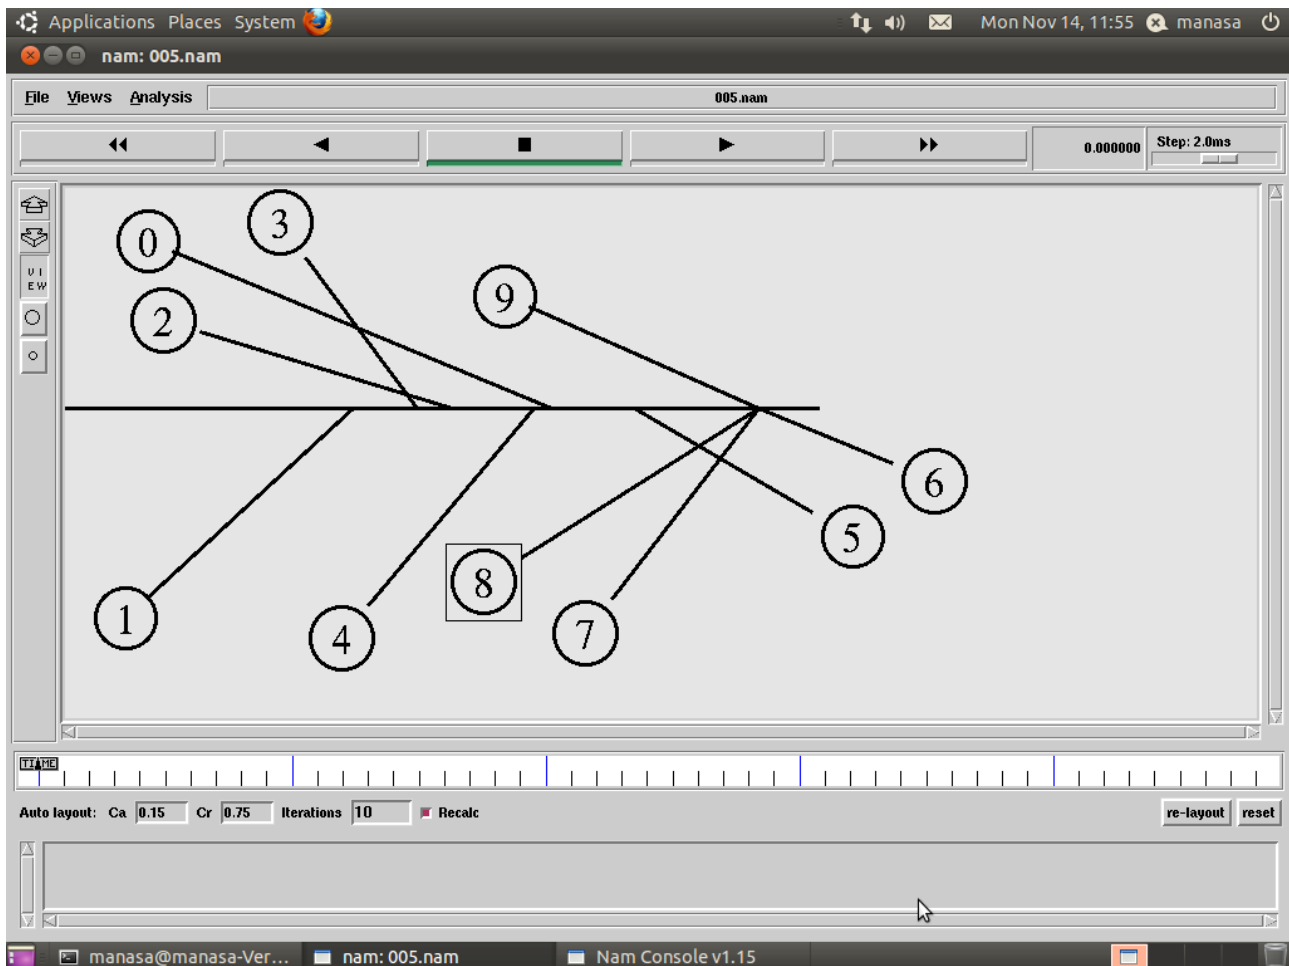 Applications Places System Mon Nov 14, 11:55 manasa
nam: 005.nam
File Views Analysis 005.nam
0.000000 Step: 2.0ms
3
0
9
2
6
5
8
1
7
4
VIEW
TIME
Auto layout: Ca 0.15 Cr 0.75 Iterations 10 Recalc re-layout reset
manasa@manasa-Ver... nam: 005.nam Nam Console v1.15